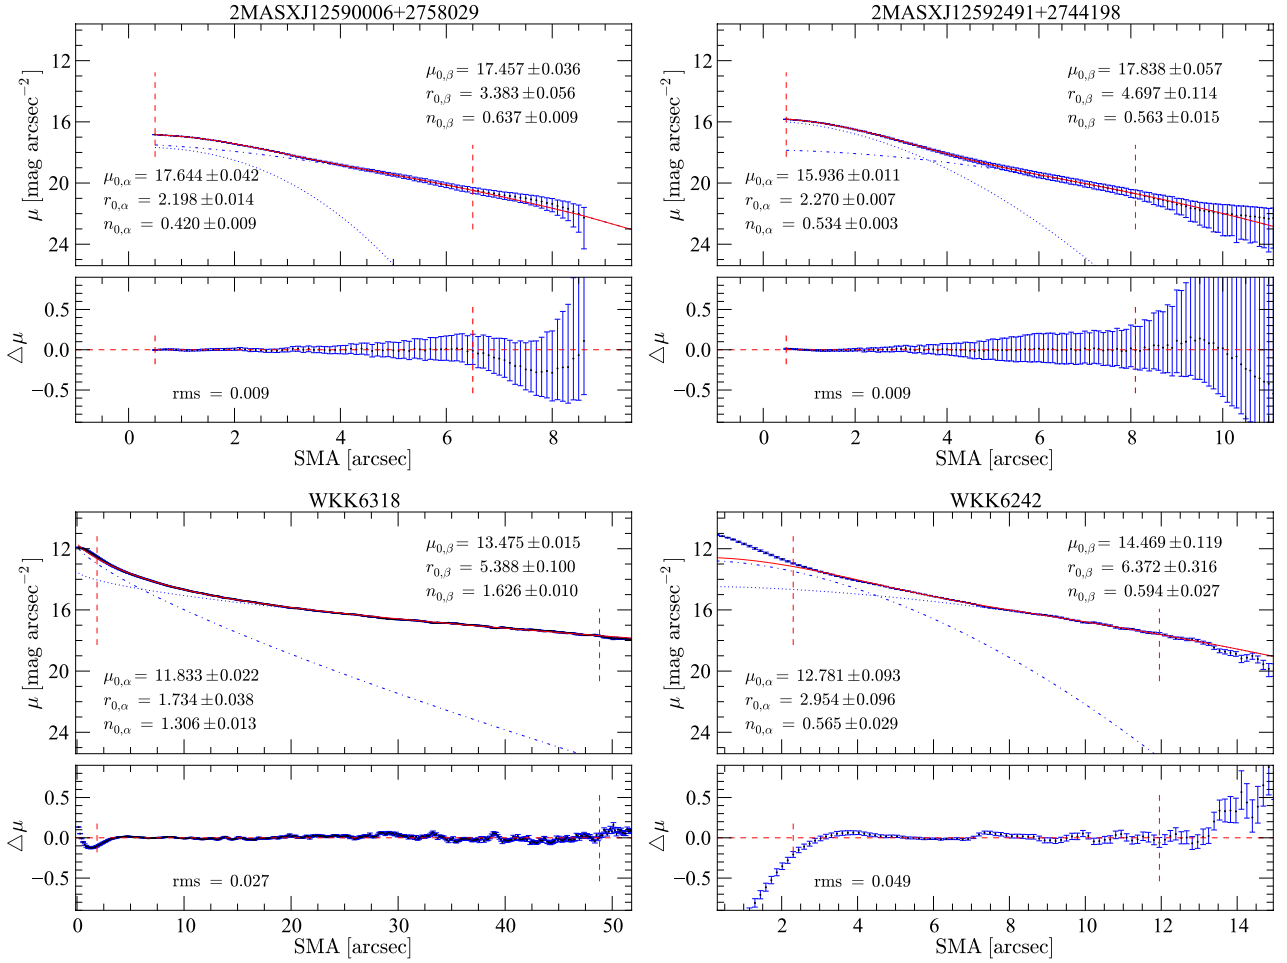 2MASXJ12590006+2758029
μ₀,β = 17.457 ± 0.036
r₀,β = 3.383 ± 0.056
n₀,β = 0.637 ± 0.009
μ₀,α = 17.644 ± 0.042
r₀,α = 2.198 ± 0.014
n₀,α = 0.420 ± 0.009
12
16
20
24
μ [mag arcsec⁻²]
0.5
0.0
−0.5
△μ
rms = 0.009
0 2 4 6 8
SMA [arcsec]
2MASXJ12592491+2744198
μ₀,β = 17.838 ± 0.057
r₀,β = 4.697 ± 0.114
n₀,β = 0.563 ± 0.015
μ₀,α = 15.936 ± 0.011
r₀,α = 2.270 ± 0.007
n₀,α = 0.534 ± 0.003
12
16
20
24
μ [mag arcsec⁻²]
0.5
0.0
−0.5
△μ
rms = 0.009
0 2 4 6 8 10
SMA [arcsec]
WKK6318
μ₀,β = 13.475 ± 0.015
r₀,β = 5.388 ± 0.100
n₀,β = 1.626 ± 0.010
μ₀,α = 11.833 ± 0.022
r₀,α = 1.734 ± 0.038
n₀,α = 1.306 ± 0.013
12
16
20
24
μ [mag arcsec⁻²]
0.5
0.0
−0.5
△μ
rms = 0.027
0 10 20 30 40 50
SMA [arcsec]
WKK6242
μ₀,β = 14.469 ± 0.119
r₀,β = 6.372 ± 0.316
n₀,β = 0.594 ± 0.027
μ₀,α = 12.781 ± 0.093
r₀,α = 2.954 ± 0.096
n₀,α = 0.565 ± 0.029
12
16
20
24
μ [mag arcsec⁻²]
0.5
0.0
−0.5
△μ
rms = 0.049
2 4 6 8 10 12 14
SMA [arcsec]